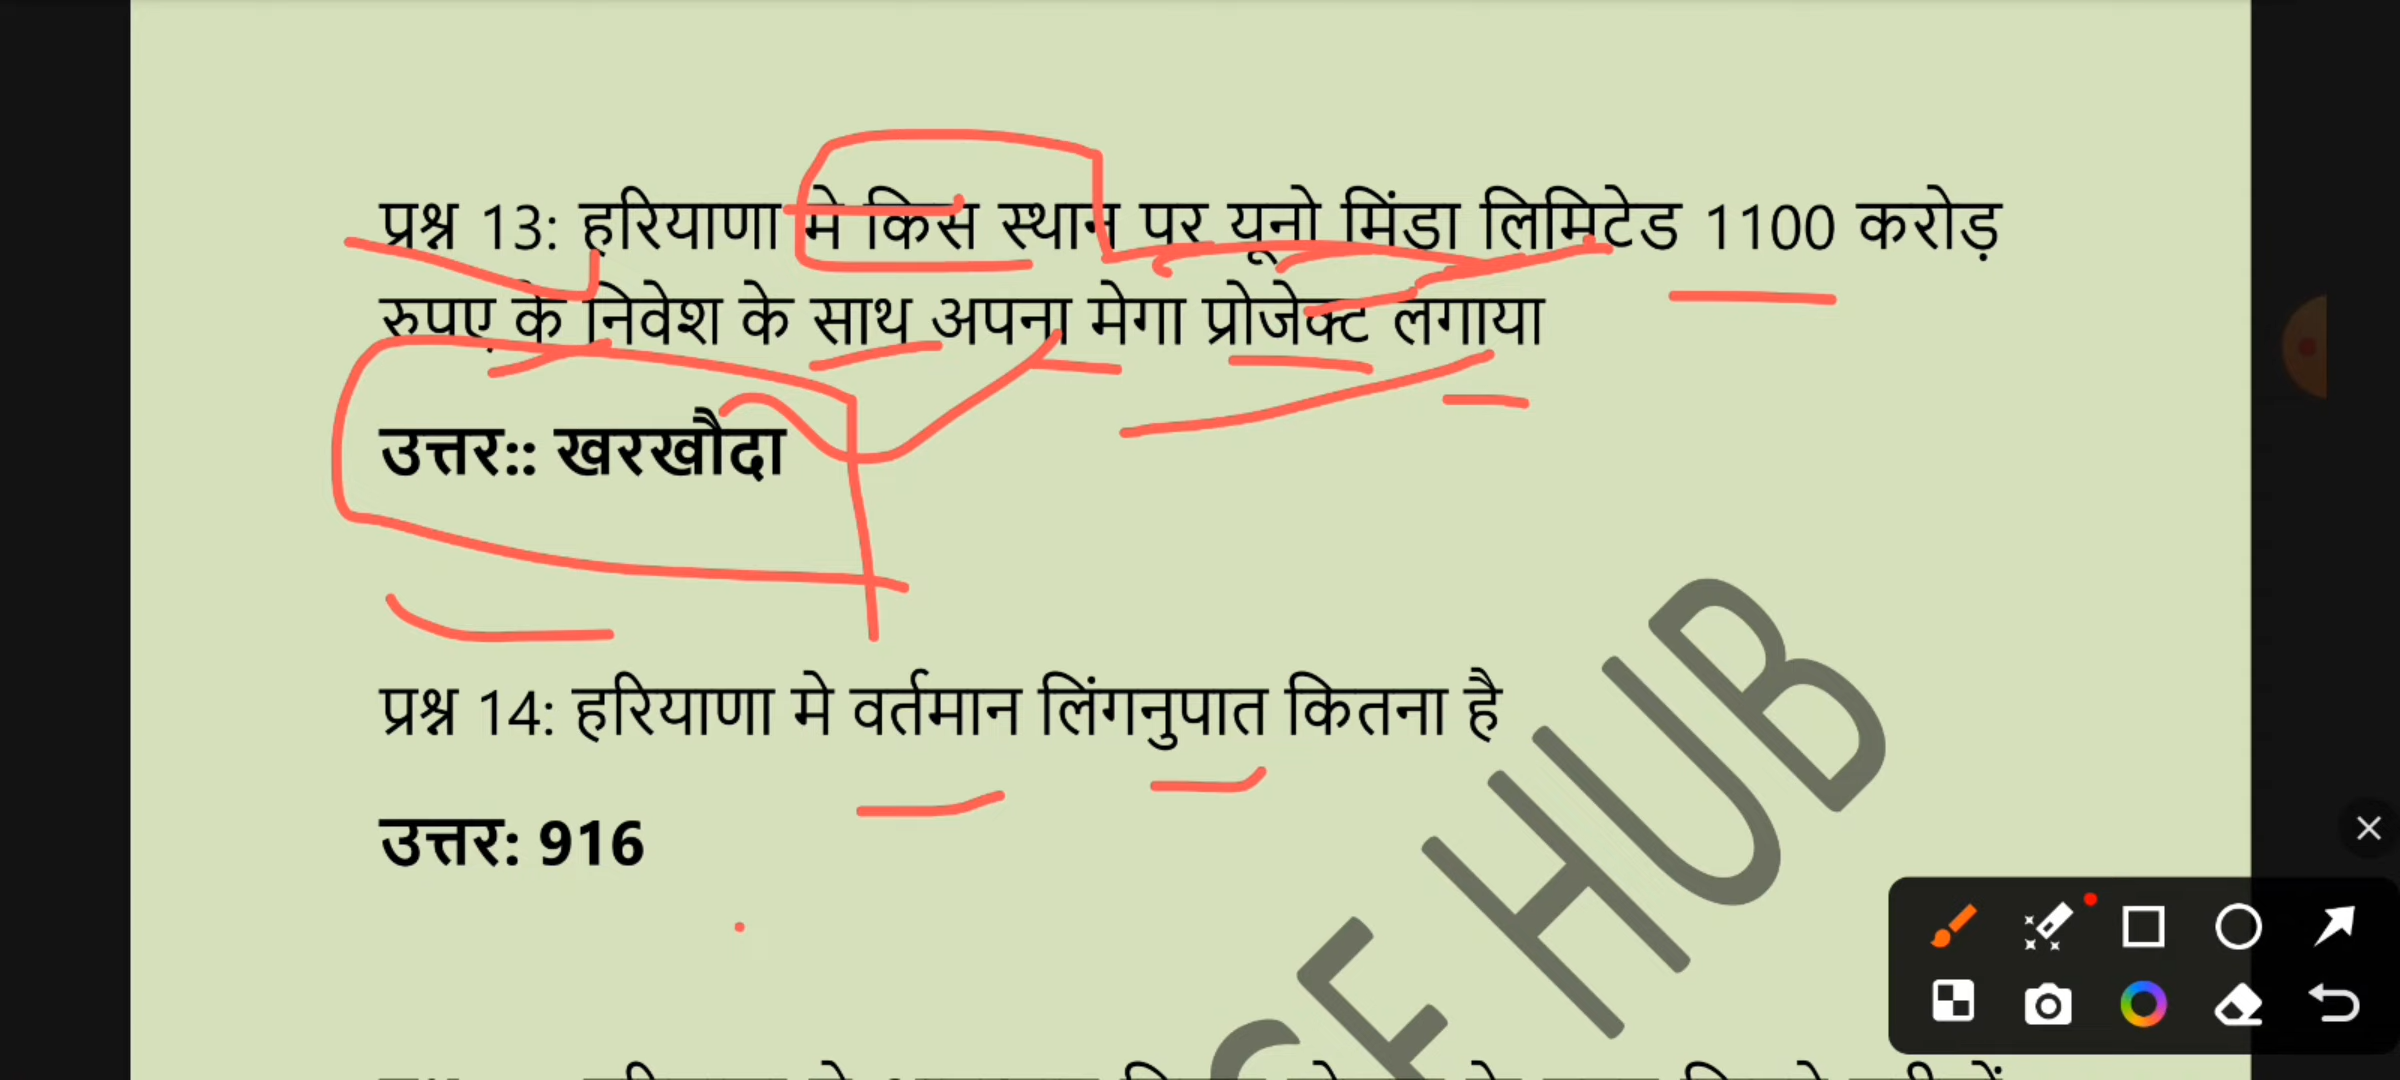 प्रश्न 13: हरियाणा मे किस स्थान पर यूनो मिंडा लिमिटेड 1100 करोड़
रुपए के निवेश के साथ अपना मेगा प्रोजेक्ट लगाया
उत्तर:: खरखौदा
प्रश्न 14: हरियाणा मे वर्तमान लिंगनुपात कितना है
उत्तर: 916
HUB